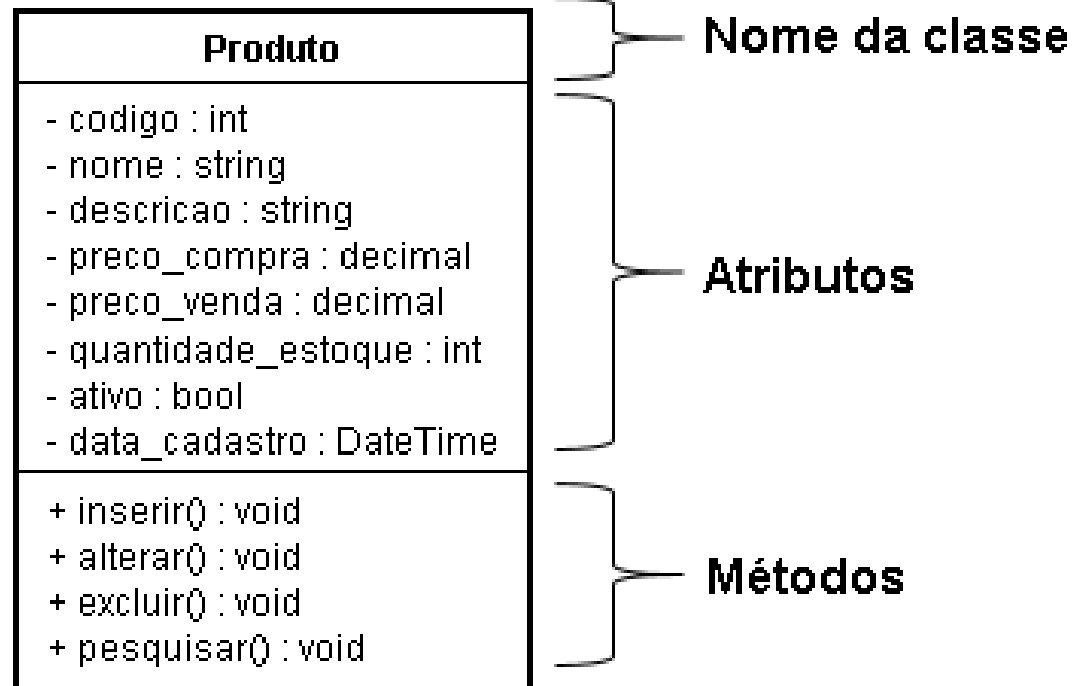 Produto
Nome da classe
- codigo : int
- nome : string
- descricao : string
- preco_compra : decimal
- preco_venda : decimal
- quantidade_estoque : int
- ativo : bool
- data_cadastro : DateTime
Atributos
+ inserir() : void
+ alterar() : void
+ excluir() : void
+ pesquisar() : void
Métodos